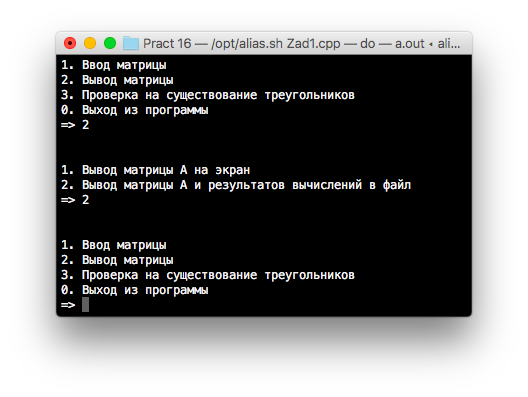 Pract 16 — /opt/alias.sh Zad1.cpp — do — a.out ◂ ali...
1. Ввод матрицы
2. Вывод матрицы
3. Проверка на существование треугольников
0. Выход из программы
=> 2
1. Вывод матрицы А на экран
2. Вывод матрицы А и результатов вычислений в файл
=> 2
1. Ввод матрицы
2. Вывод матрицы
3. Проверка на существование треугольников
0. Выход из программы
=>